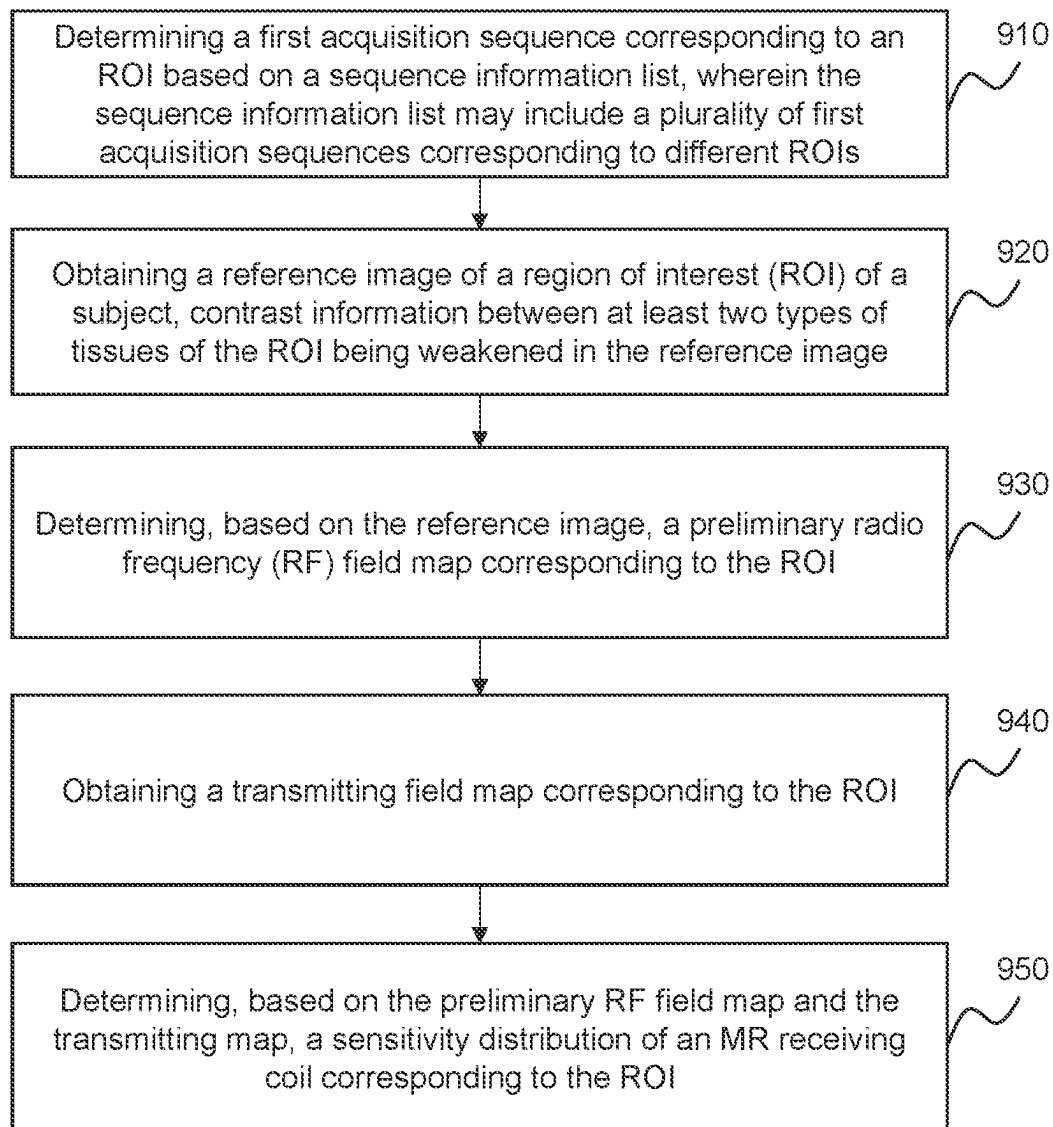 Determining a first acquisition sequence corresponding to an
ROI based on a sequence information list, wherein the
sequence information list may include a plurality of first
acquisition sequences corresponding to different ROIs
910
Obtaining a reference image of a region of interest (ROI) of a
subject, contrast information between at least two types of
tissues of the ROI being weakened in the reference image
920
Determining, based on the reference image, a preliminary radio
frequency (RF) field map corresponding to the ROI
930
Obtaining a transmitting field map corresponding to the ROI
940
Determining, based on the preliminary RF field map and the
transmitting map, a sensitivity distribution of an MR receiving
coil corresponding to the ROI
950